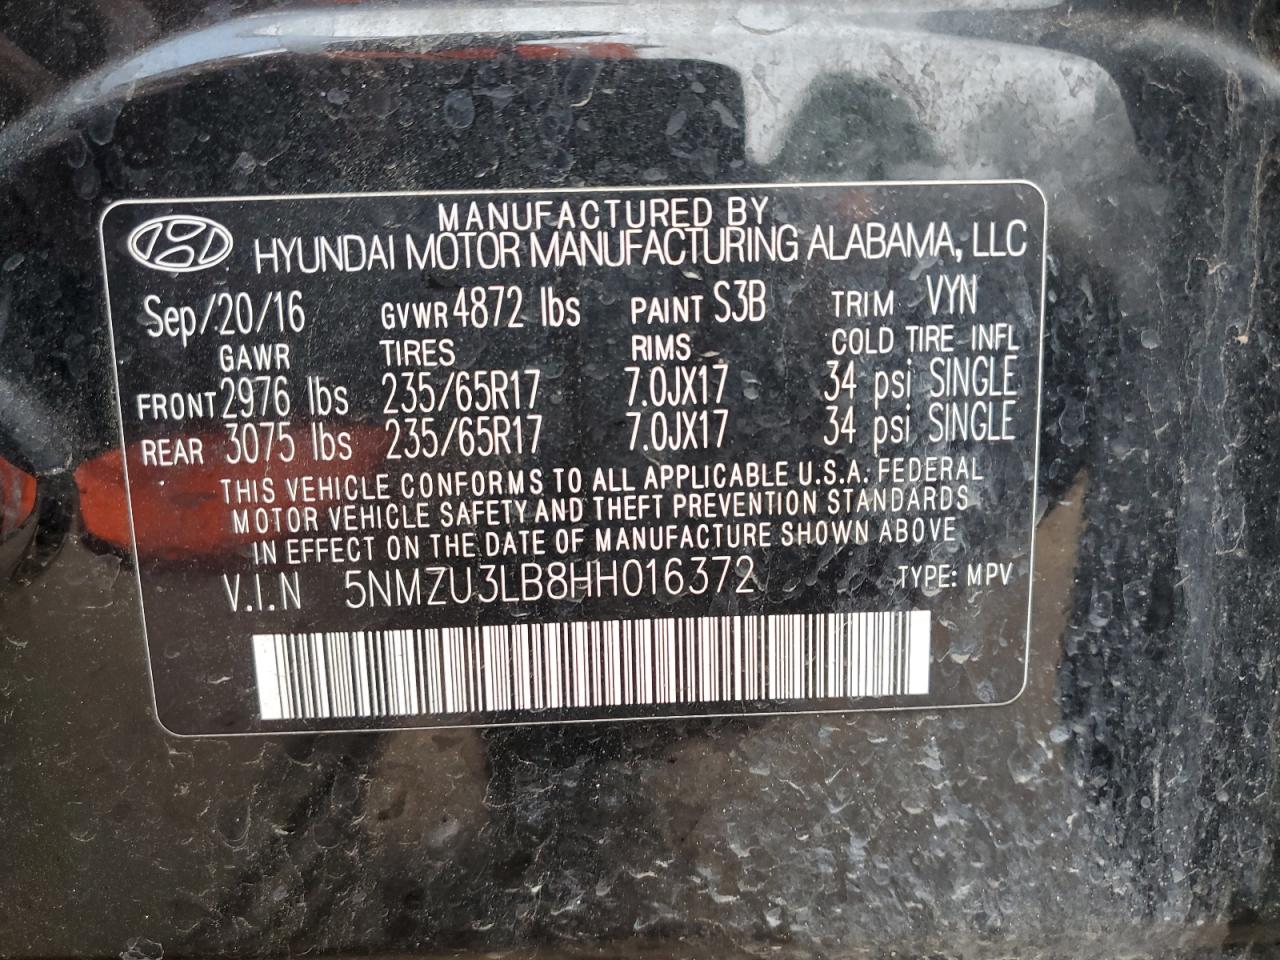 MANUFACTURED BY
HYUNDAI MOTOR MANUFACTURING ALABAMA, LLC
Sep/20/16 GVWR 4872 lbs PAINT S3B TRIM VYN
GAWR TIRES RIMS COLD TIRE INFL
FRONT 2976 lbs 235/65R17 7.0JX17 34 psi SINGLE
REAR 3075 lbs 235/65R17 7.0JX17 34 psi SINGLE
THIS VEHICLE CONFORMS TO ALL APPLICABLE U.S.A. FEDERAL
MOTOR VEHICLE SAFETY AND THEFT PREVENTION STANDARDS
IN EFFECT ON THE DATE OF MANUFACTURE SHOWN ABOVE
V.I.N 5NMZU3LB8HH016372 TYPE: MPV